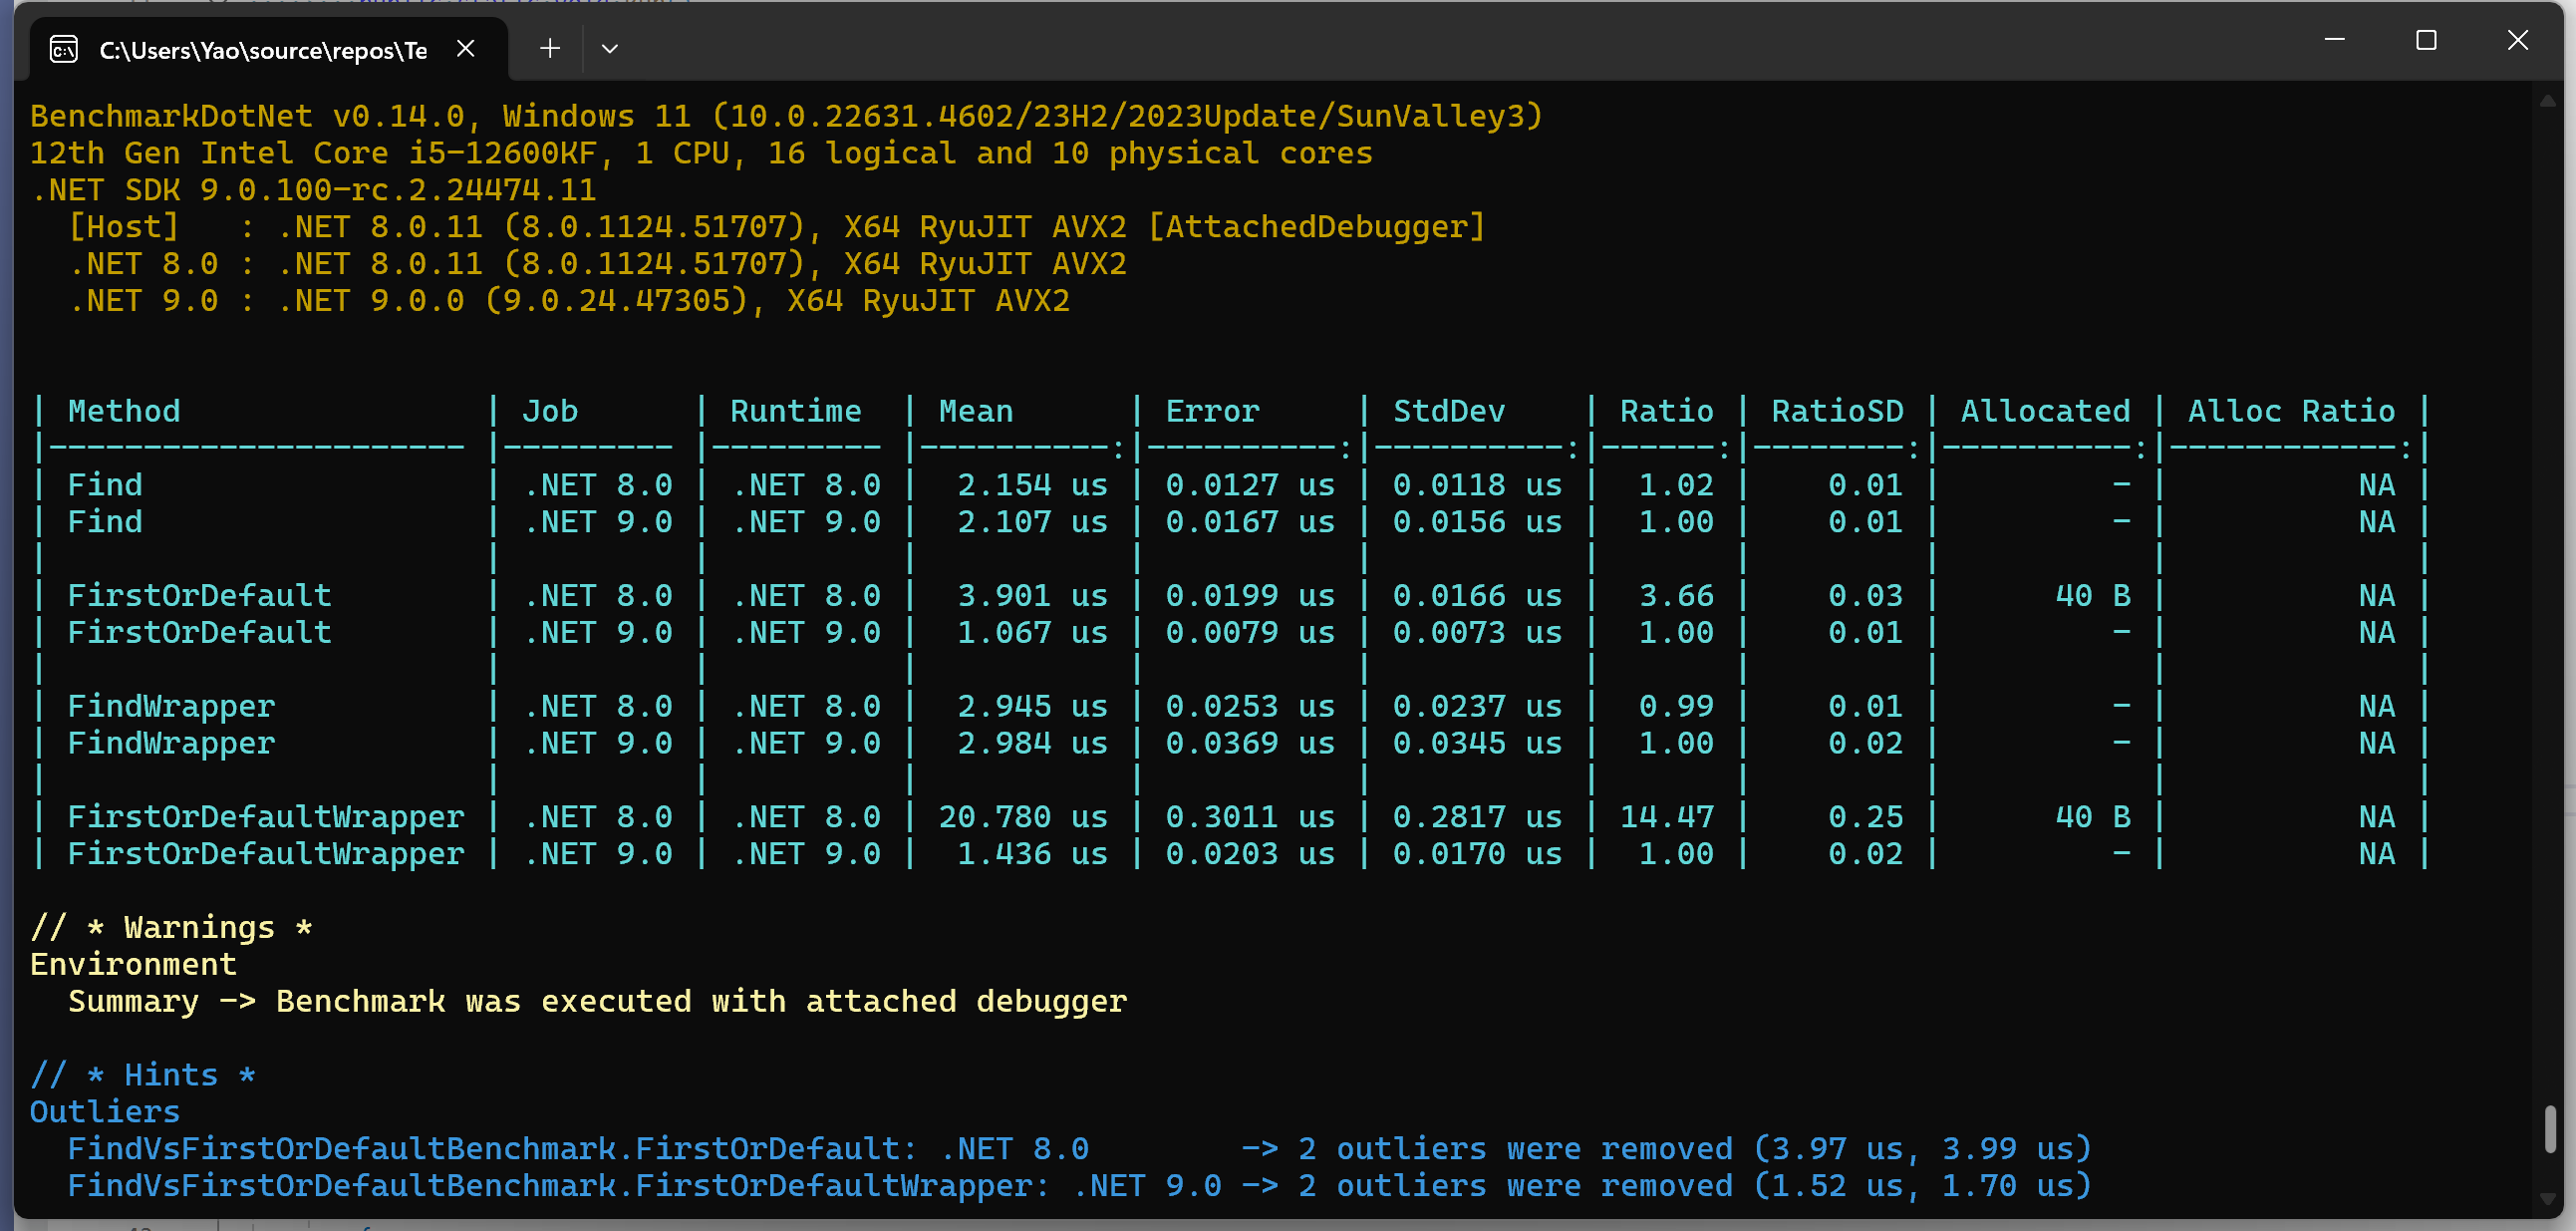 C:\Users\Yao\source\repos\Te
BenchmarkDotNet v0.14.0, Windows 11 (10.0.22631.4602/23H2/2023Update/SunValley3)
12th Gen Intel Core i5-12600KF, 1 CPU, 16 logical and 10 physical cores
.NET SDK 9.0.100-rc.2.24474.11
  [Host]   : .NET 8.0.11 (8.0.1124.51707), X64 RyuJIT AVX2 [AttachedDebugger]
  .NET 8.0 : .NET 8.0.11 (8.0.1124.51707), X64 RyuJIT AVX2
  .NET 9.0 : .NET 9.0.0 (9.0.24.47305), X64 RyuJIT AVX2
| Method                | Job       | Runtime  | Mean      | Error     | StdDev    | Ratio | RatioSD | Allocated | Alloc Ratio |
|---------------------- |--------- |--------- |----------:|----------:|----------:|------:|--------:|----------:|------------:|
| Find                  | .NET 8.0 | .NET 8.0 |  2.154 us | 0.0127 us | 0.0118 us |  1.02 |    0.01 |         - |          NA |
| Find                  | .NET 9.0 | .NET 9.0 |  2.107 us | 0.0167 us | 0.0156 us |  1.00 |    0.01 |         - |          NA |
|                       |          |          |           |           |           |       |         |           |             |
| FirstOrDefault        | .NET 8.0 | .NET 8.0 |  3.901 us | 0.0199 us | 0.0166 us |  3.66 |    0.03 |      40 B |          NA |
| FirstOrDefault        | .NET 9.0 | .NET 9.0 |  1.067 us | 0.0079 us | 0.0073 us |  1.00 |    0.01 |         - |          NA |
|                       |          |          |           |           |           |       |         |           |             |
| FindWrapper           | .NET 8.0 | .NET 8.0 |  2.945 us | 0.0253 us | 0.0237 us |  0.99 |    0.01 |         - |          NA |
| FindWrapper           | .NET 9.0 | .NET 9.0 |  2.984 us | 0.0369 us | 0.0345 us |  1.00 |    0.02 |         - |          NA |
|                       |          |          |           |           |           |       |         |           |             |
| FirstOrDefaultWrapper | .NET 8.0 | .NET 8.0 | 20.780 us | 0.3011 us | 0.2817 us | 14.47 |    0.25 |      40 B |          NA |
| FirstOrDefaultWrapper | .NET 9.0 | .NET 9.0 |  1.436 us | 0.0203 us | 0.0170 us |  1.00 |    0.02 |         - |          NA |
// * Warnings *
Environment
  Summary -> Benchmark was executed with attached debugger
// * Hints *
Outliers
  FindVsFirstOrDefaultBenchmark.FirstOrDefault: .NET 8.0        -> 2 outliers were removed (3.97 us, 3.99 us)
  FindVsFirstOrDefaultBenchmark.FirstOrDefaultWrapper: .NET 9.0 -> 2 outliers were removed (1.52 us, 1.70 us)